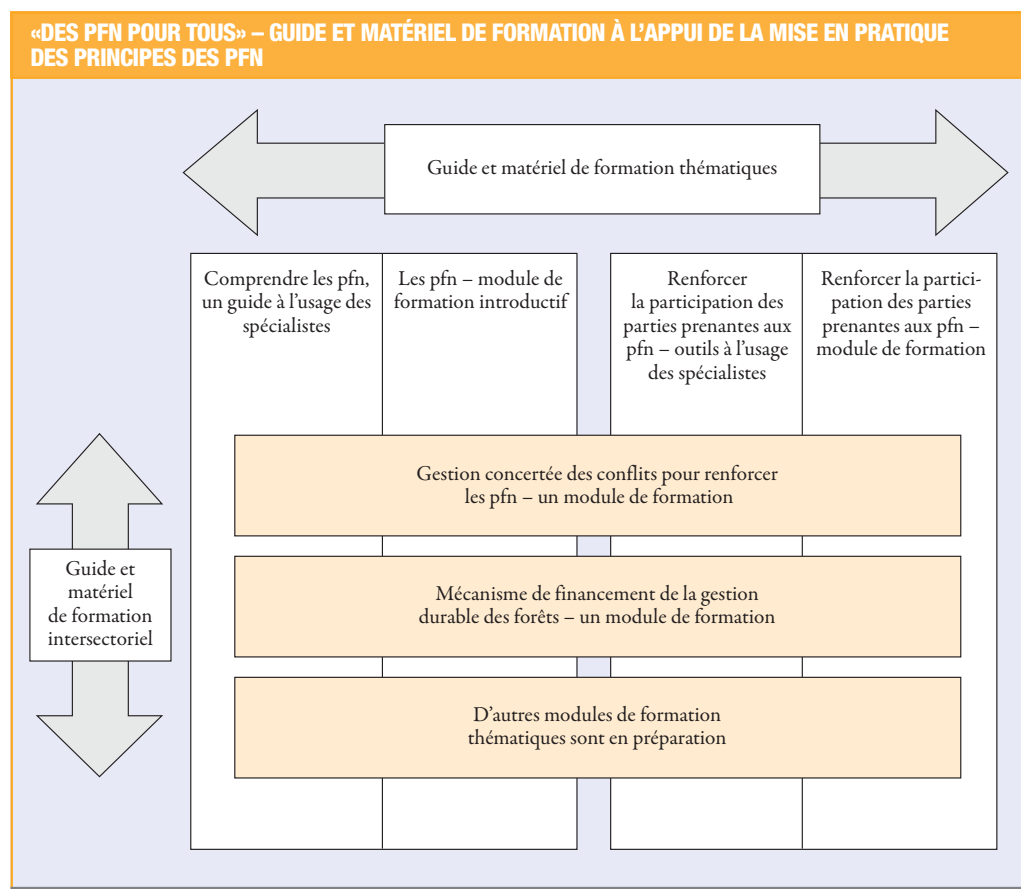 «DES PFN POUR TOUS» – GUIDE ET MATÉRIEL DE FORMATION À L’APPUI DE LA MISE EN PRATIQUE
DES PRINCIPES DES PFN
Guide et matériel de formation thématiques
Comprendre les pfn,
un guide à l’usage des
spécialistes
Les pfn – module de
formation introductif
Renforcer
la participation des
parties prenantes aux
pfn – outils à l’usage
des spécialistes
Renforcer la partici-
pation des parties
prenantes aux pfn –
module de formation
Guide et
matériel
de formation
intersectoriel
Gestion concertée des conflits pour renforcer
les pfn – un module de formation
Mécanisme de financement de la gestion
durable des forêts – un module de formation
D’autres modules de formation
thématiques sont en préparation